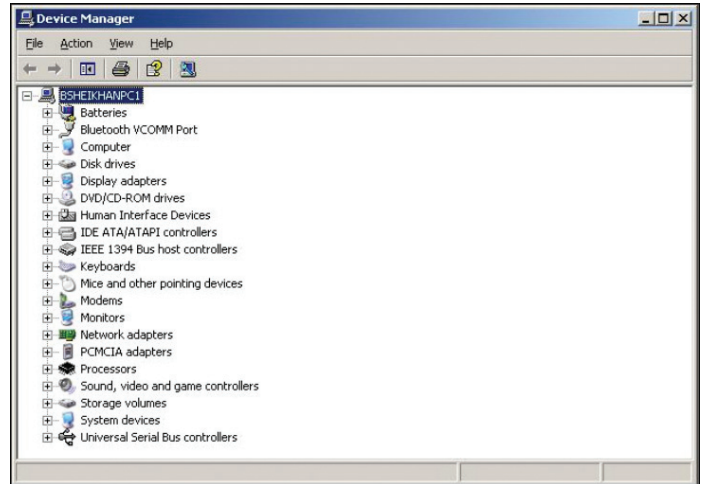 Device Manager
File Action View Help
BSHEIKHANPC1
Batteries
Bluetooth VCOMM Port
Computer
Disk drives
Display adapters
DVD/CD-ROM drives
Human Interface Devices
IDE ATA/ATAPI controllers
IEEE 1394 Bus host controllers
Keyboards
Mice and other pointing devices
Modems
Monitors
Network adapters
PCMCIA adapters
Processors
Sound, video and game controllers
Storage volumes
System devices
Universal Serial Bus controllers